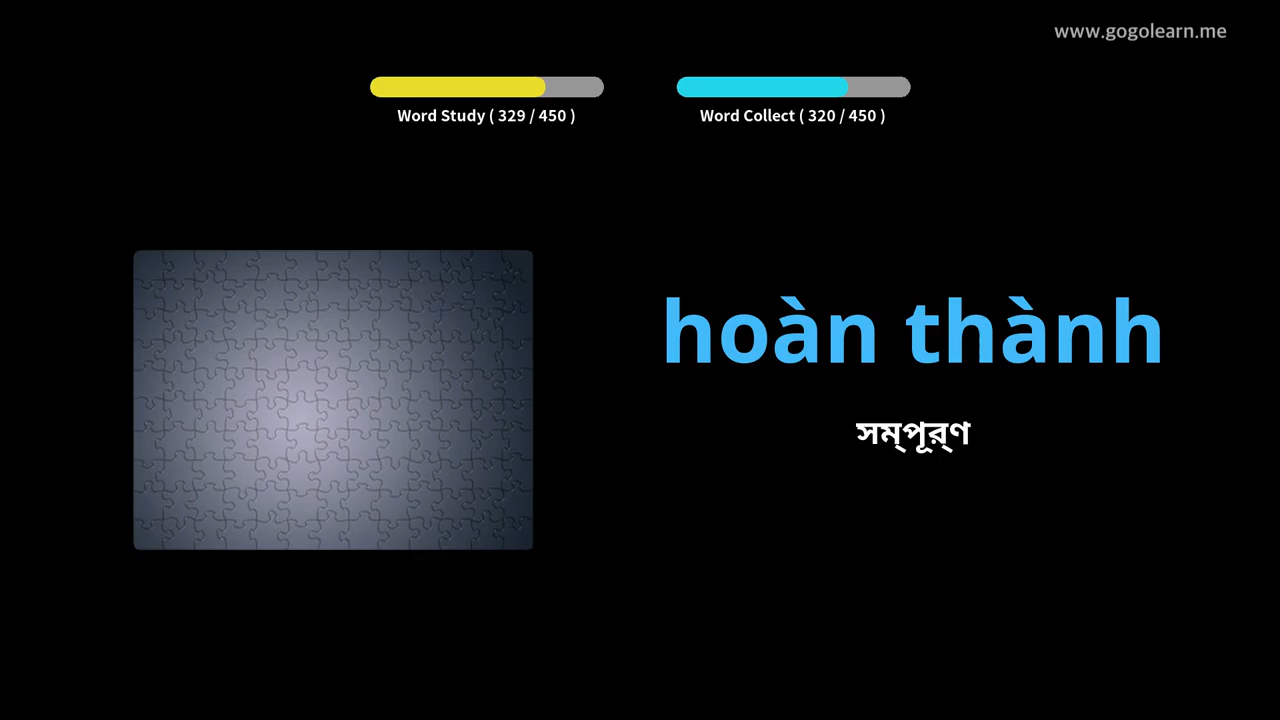 www.gogolearn.me
Word Study ( 329 / 450 )
Word Collect ( 320 / 450 )
hoàn thành
সম্পূর্ণ